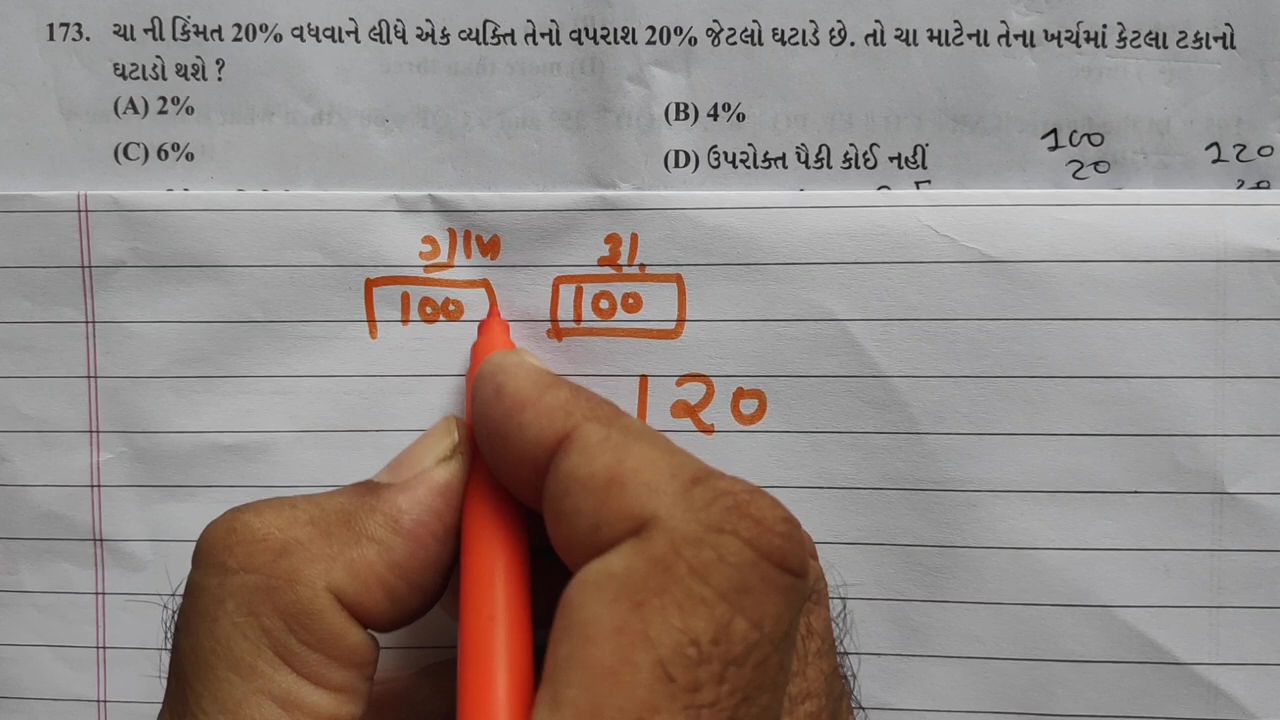 173. ચા ની કિંમત 20% વધવાને લીધે એક વ્યક્તિ તેનો વપરાશ 20% જેટલો ઘટાડે છે. તો ચા માટેના તેના ખર્ચમાં કેટલા ટકાનો
ઘટાડો થશે ?
(A) 2%
(B) 4%
(C) 6%
(D) ઉપરોક્ત પૈકી કોઈ નહીં
100
20
120
20
ગ્રામ
રૂા.
100
100
120